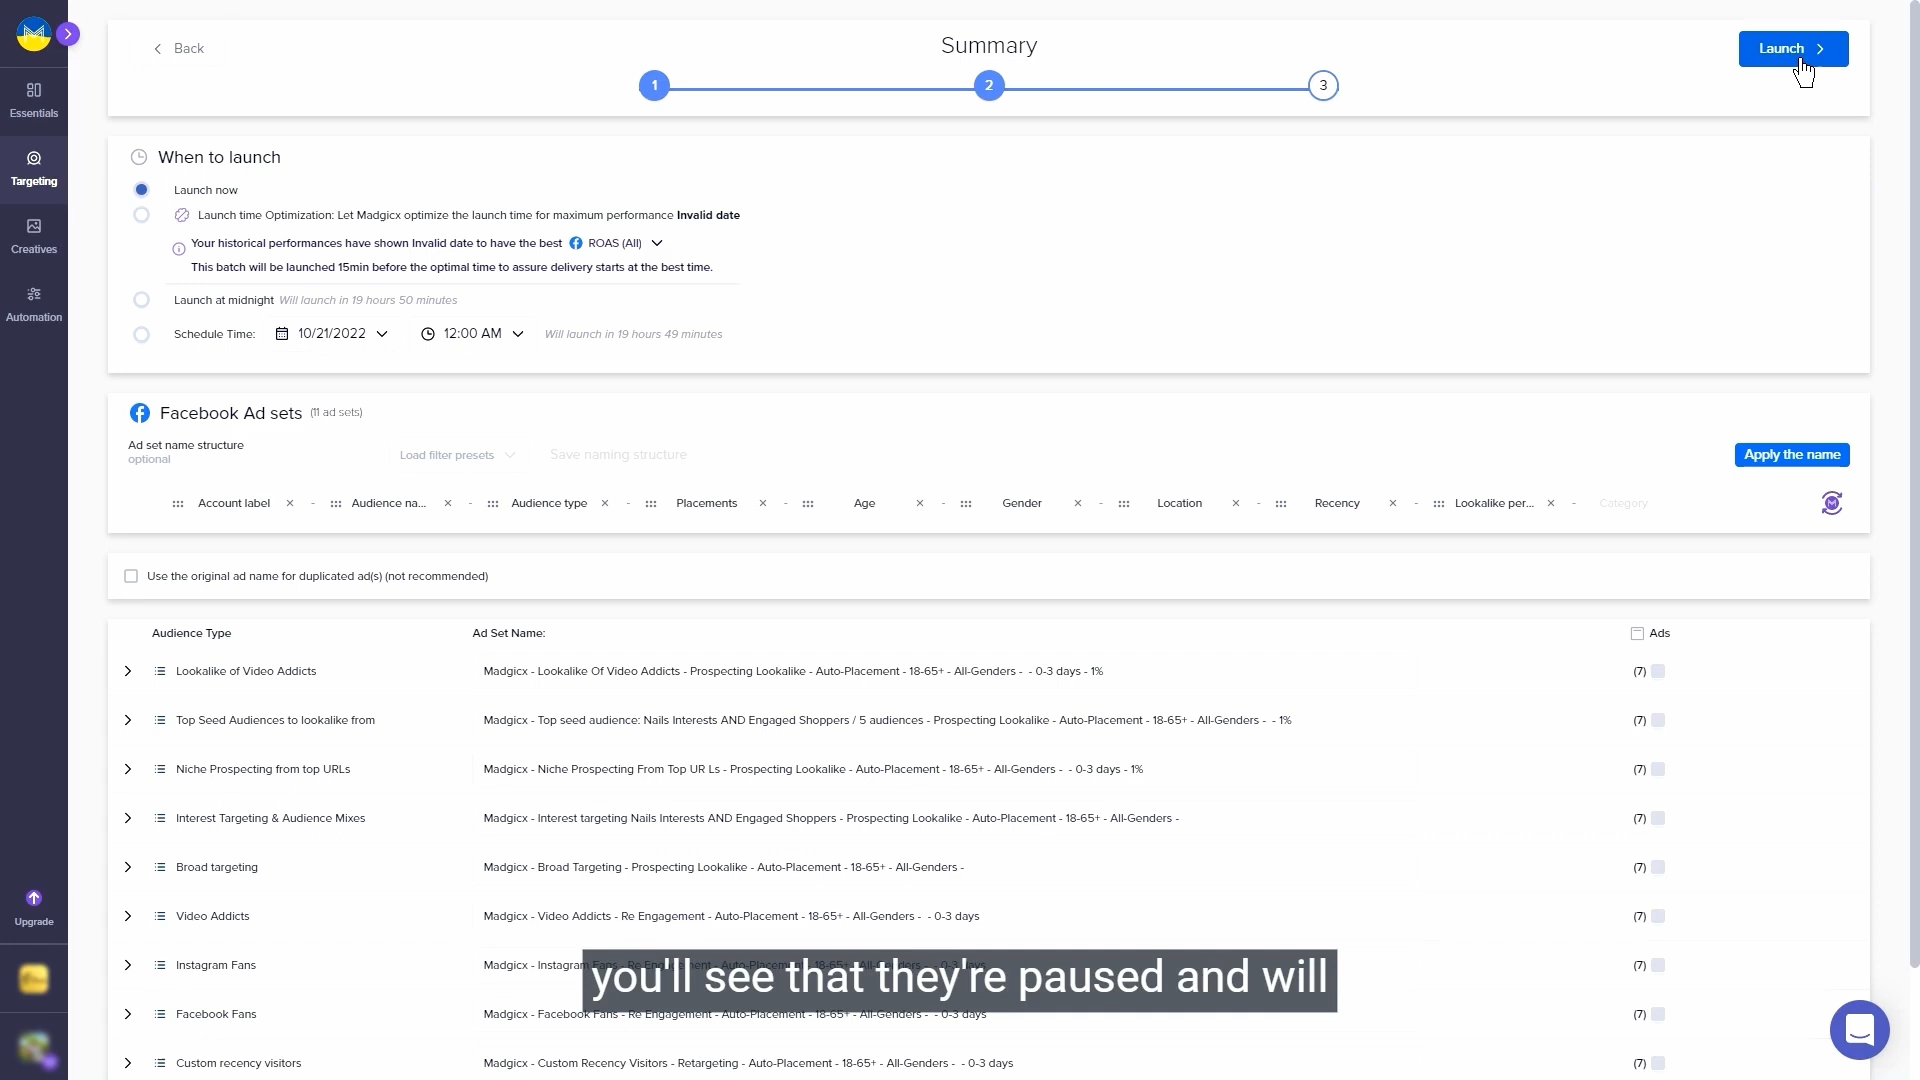 Back
Summary
Launch
1
2
3
Essentials
Targeting
Creatives
Automation
Upgrade
When to launch
Launch now
Launch time Optimization: Let Madgicx optimize the launch time for maximum performance Invalid date
Your historical performances have shown Invalid date to have the best ROAS (All)
This batch will be launched 15min before the optimal time to assure delivery starts at the best time.
Launch at midnight Will launch in 19 hours 50 minutes
Schedule Time: 10/21/2022 12:00 AM Will launch in 19 hours 49 minutes
Facebook Ad sets (11 ad sets)
Ad set name structure
optional
Load filter presets
Save naming structure
Apply the name
Account label × - Audience na... × - Audience type × - Placements × - Age × - Gender × - Location × - Recency × - Lookalike per... × - Category
Use the original ad name for duplicated ad(s) (not recommended)
Audience Type Ad Set Name: Ads
Lookalike of Video Addicts Madgicx - Lookalike Of Video Addicts - Prospecting Lookalike - Auto-Placement - 18-65+ - All-Genders - - 0-3 days - 1% (7)
Top Seed Audiences to lookalike from Madgicx - Top seed audience: Nails Interests AND Engaged Shoppers / 5 audiences - Prospecting Lookalike - Auto-Placement - 18-65+ - All-Genders - - 1% (7)
Niche Prospecting from top URLs Madgicx - Niche Prospecting From Top UR Ls - Prospecting Lookalike - Auto-Placement - 18-65+ - All-Genders - - 0-3 days - 1% (7)
Interest Targeting & Audience Mixes Madgicx - Interest targeting Nails Interests AND Engaged Shoppers - Prospecting Lookalike - Auto-Placement - 18-65+ - All-Genders - (7)
Broad targeting Madgicx - Broad Targeting - Prospecting Lookalike - Auto-Placement - 18-65+ - All-Genders - (7)
Video Addicts Madgicx - Video Addicts - Re Engagement - Auto-Placement - 18-65+ - All-Genders - - 0-3 days (7)
Instagram Fans Madgicx - Instagram Fans - Re Engagement - Auto-Placement - 18-65+ - All-Genders - - 0-3 days (7)
you'll see that they're paused and will
Facebook Fans Madgicx - Facebook Fans - Re Engagement - Auto-Placement - 18-65+ - All-Genders - - 0-3 days (7)
Custom recency visitors Madgicx - Custom Recency Visitors - Retargeting - Auto-Placement - 18-65+ - All-Genders - - 0-3 days (7)